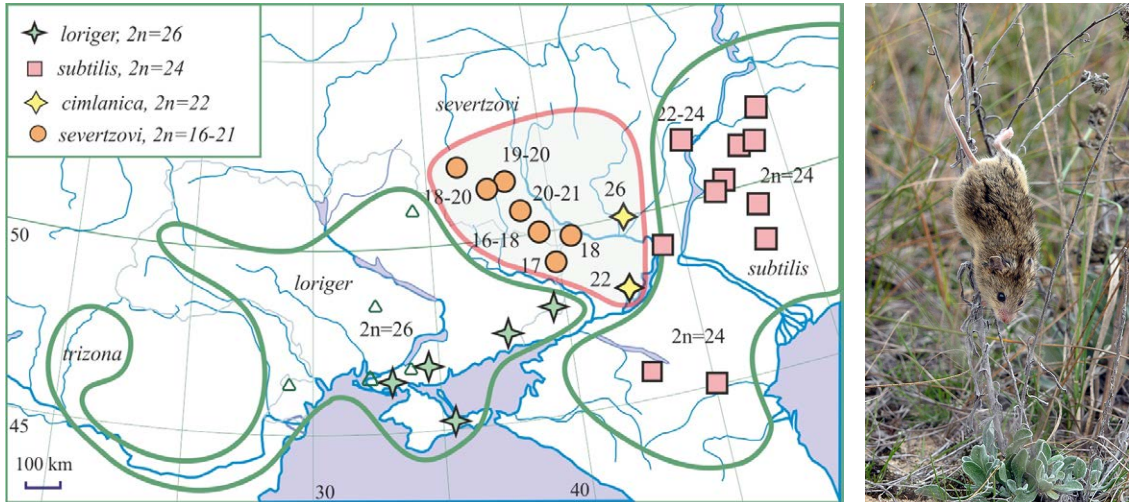 loriger, 2n=26
subtilis, 2n=24
cimlanica, 2n=22
severtzovi, 2n=16-21
severtzovi
22-24
19-20
2n=24
18-20
20-21
26
50
16-18
18
subtilis
17
loriger
22
2n=26
2n=24
trizona
45
100 km
30
40